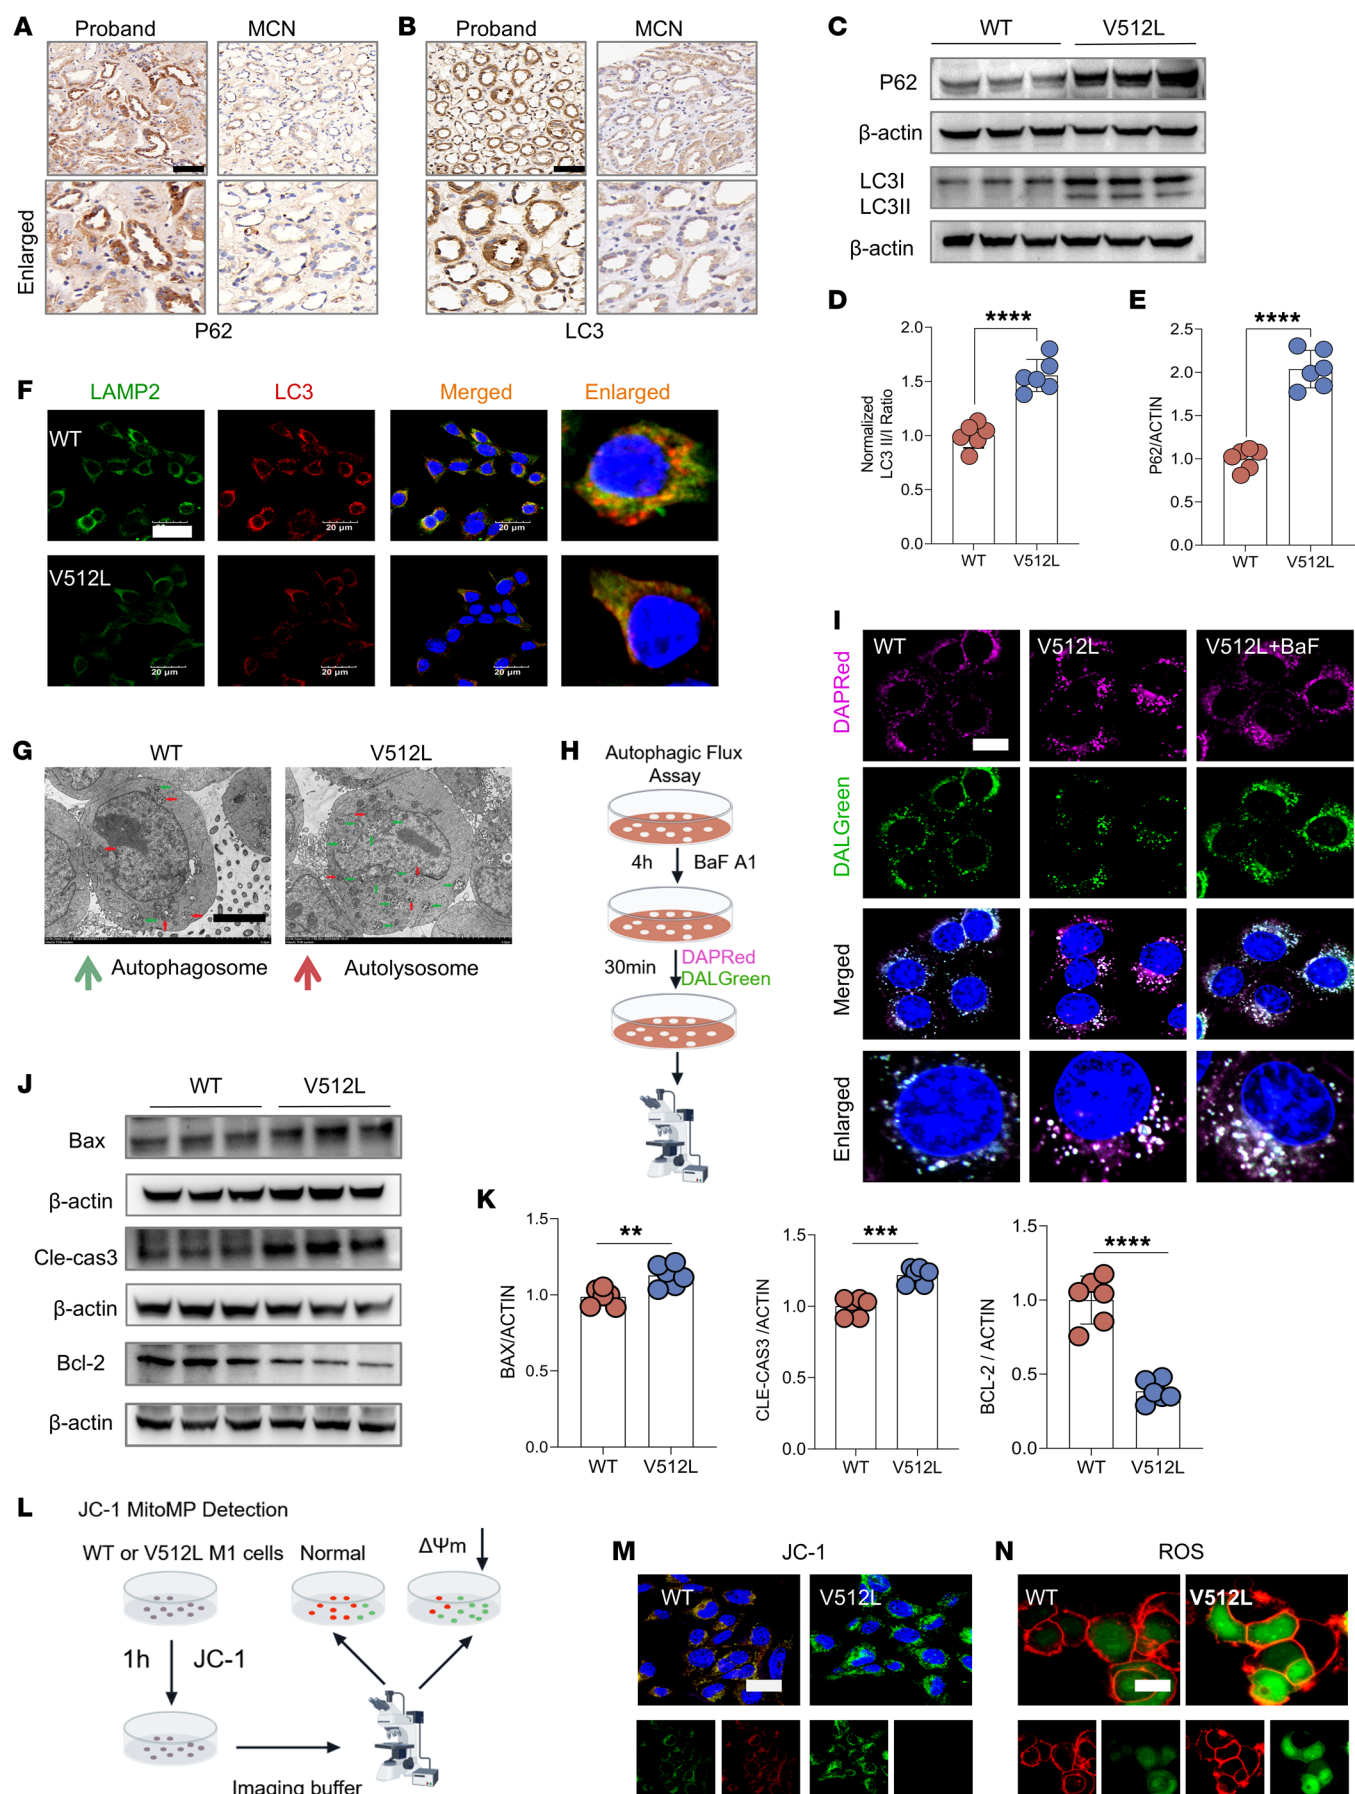 A
Proband
MCN
Enlarged
P62
B
Proband
MCN
LC3
C
WT
V512L
P62
β-actin
LC3I
LC3II
β-actin
D
Normalized
LC3 II/I Ratio
2.0
1.5
1.0
0.5
0.0
****
WT
V512L
E
P62/ACTIN
2.5
2.0
1.5
1.0
0.5
0.0
****
WT
V512L
F
LAMP2
LC3
Merged
Enlarged
WT
20 µm
20 µm
V512L
20 µm
20 µm
20 µm
G
WT
V512L
Autophagosome
Autolysosome
H
Autophagic Flux
Assay
4h
BaF A1
30min
DAPRed
DALGreen
I
WT
V512L
V512L+BaF
DAPRed
DALGreen
Merged
Enlarged
J
WT
V512L
Bax
β-actin
Cle-cas3
β-actin
Bcl-2
β-actin
K
BAX/ACTIN
1.5
1.0
0.5
0.0
**
WT
V512L
CLE-CAS3 /ACTIN
1.5
1.0
0.5
0.0
***
WT
V512L
BCL-2 / ACTIN
1.5
1.0
0.5
0.0
****
WT
V512L
L
JC-1 MitoMP Detection
WT or V512L M1 cells
Normal
ΔΨm
1h
JC-1
Imaging buffer
M
JC-1
WT
V512L
N
ROS
WT
V512L